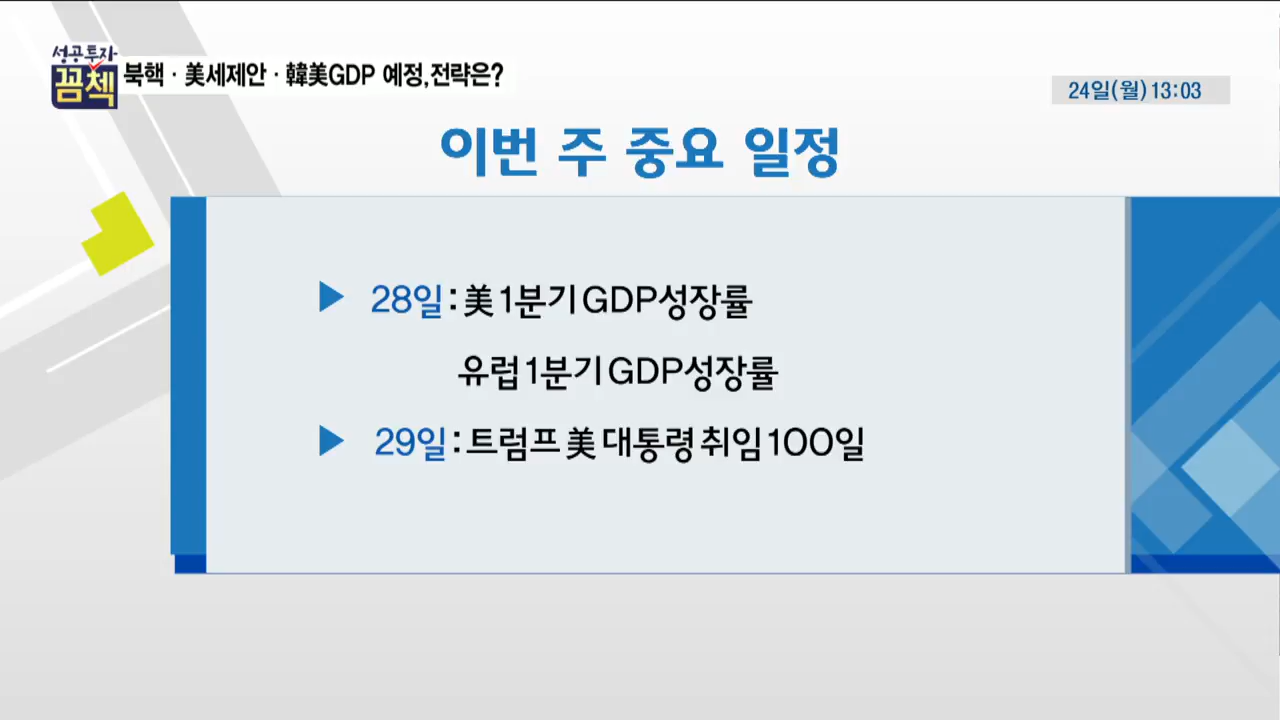 성공투자
꼼첵
북핵·美세제안·韓美GDP 예정,전략은?
24일(월) 13:03
이번 주 중요 일정
▶ 28일 : 美 1분기 GDP성장률
유럽 1분기 GDP성장률
▶ 29일 : 트럼프 美 대통령 취임 100일